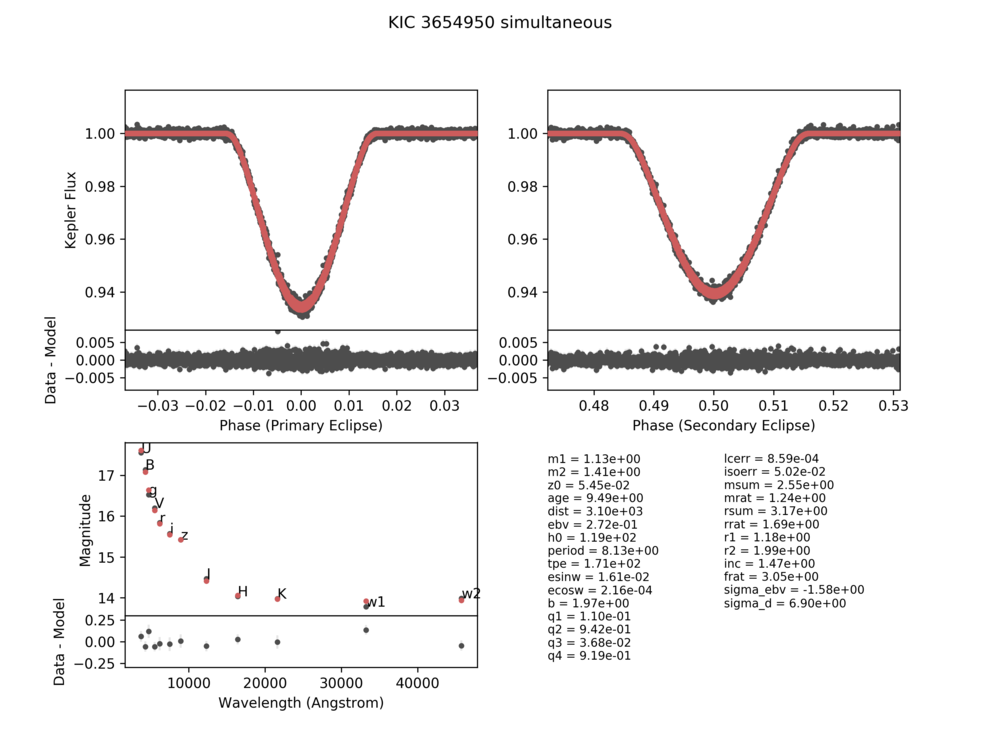 KIC 3654950 simultaneous
1.00
0.98
0.96
0.94
Kepler Flux
0.005
0.000
−0.005
Data - Model
−0.03 −0.02 −0.01 0.00 0.01 0.02 0.03
Phase (Primary Eclipse)
1.00
0.98
0.96
0.94
0.005
0.000
−0.005
0.48 0.49 0.50 0.51 0.52 0.53
Phase (Secondary Eclipse)
17
16
15
14
Magnitude
U
B
g
V
r
i
z
J
H
K
w1
w2
0.25
0.00
−0.25
Data - Model
10000 20000 30000 40000
Wavelength (Angstrom)
m1 = 1.13e+00
m2 = 1.41e+00
z0 = 5.45e-02
age = 9.49e+00
dist = 3.10e+03
ebv = 2.72e-01
h0 = 1.19e+02
period = 8.13e+00
tpe = 1.71e+02
esinw = 1.61e-02
ecosw = 2.16e-04
b = 1.97e+00
q1 = 1.10e-01
q2 = 9.42e-01
q3 = 3.68e-02
q4 = 9.19e-01
lcerr = 8.59e-04
isoerr = 5.02e-02
msum = 2.55e+00
mrat = 1.24e+00
rsum = 3.17e+00
rrat = 1.69e+00
r1 = 1.18e+00
r2 = 1.99e+00
inc = 1.47e+00
frat = 3.05e+00
sigma_ebv = -1.58e+00
sigma_d = 6.90e+00